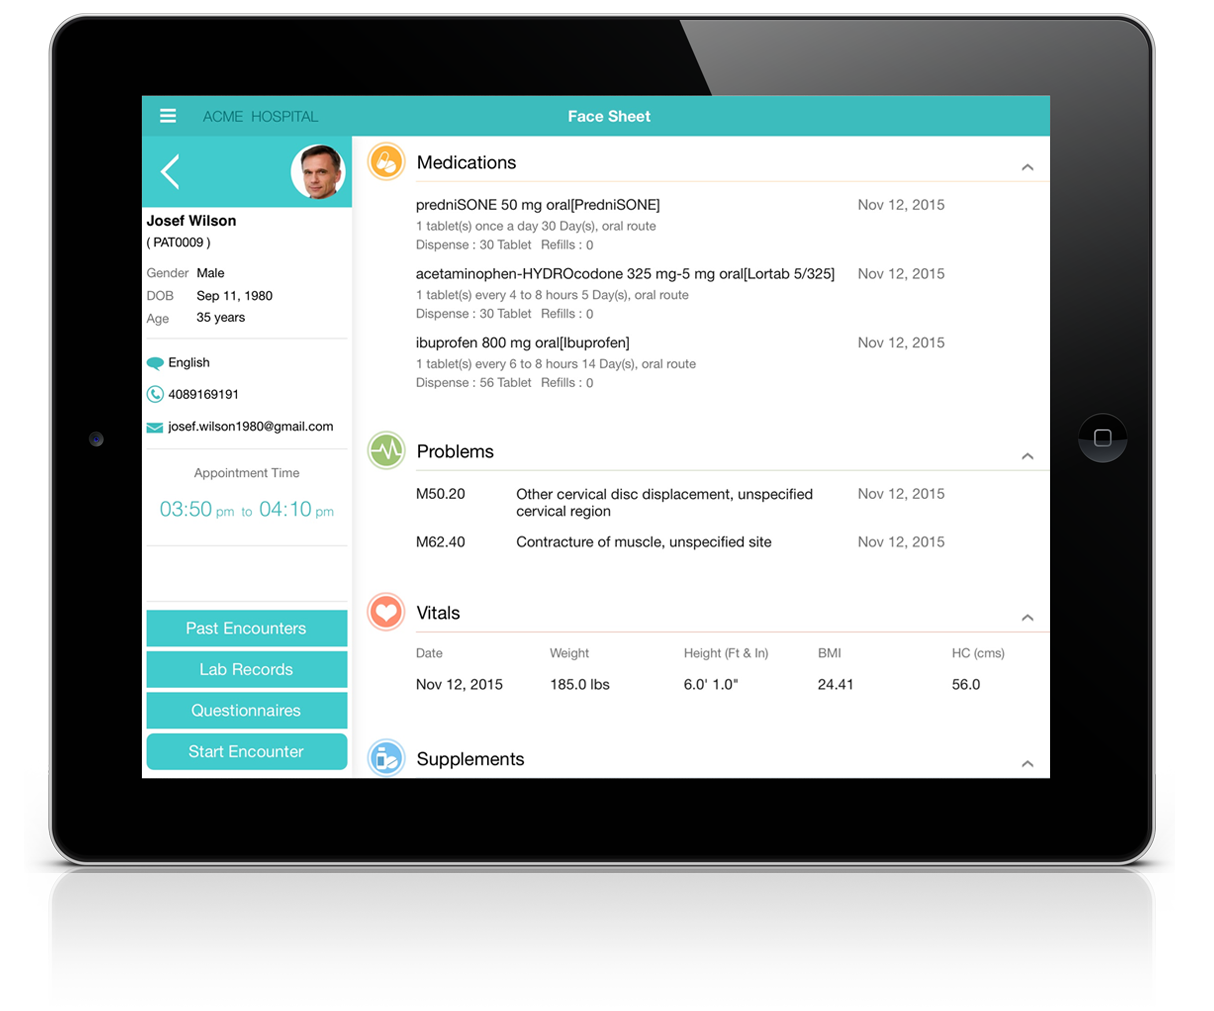 ACME HOSPITAL
Face Sheet
Josef Wilson
( PAT0009 )
Gender Male
DOB Sep 11, 1980
Age 35 years
English
4089169191
josef.wilson1980@gmail.com
Appointment Time
03:50 pm to 04:10 pm
Past Encounters
Lab Records
Questionnaires
Start Encounter
Medications
predniSONE 50 mg oral[PredniSONE] Nov 12, 2015
1 tablet(s) once a day 30 Day(s), oral route
Dispense : 30 Tablet Refills : 0
acetaminophen-HYDROcodone 325 mg-5 mg oral[Lortab 5/325] Nov 12, 2015
1 tablet(s) every 4 to 8 hours 5 Day(s), oral route
Dispense : 30 Tablet Refills : 0
ibuprofen 800 mg oral[Ibuprofen] Nov 12, 2015
1 tablet(s) every 6 to 8 hours 14 Day(s), oral route
Dispense : 56 Tablet Refills : 0
Problems
M50.20 Other cervical disc displacement, unspecified Nov 12, 2015
cervical region
M62.40 Contracture of muscle, unspecified site Nov 12, 2015
Vitals
Date Weight Height (Ft & In) BMI HC (cms)
Nov 12, 2015 185.0 lbs 6.0' 1.0" 24.41 56.0
Supplements